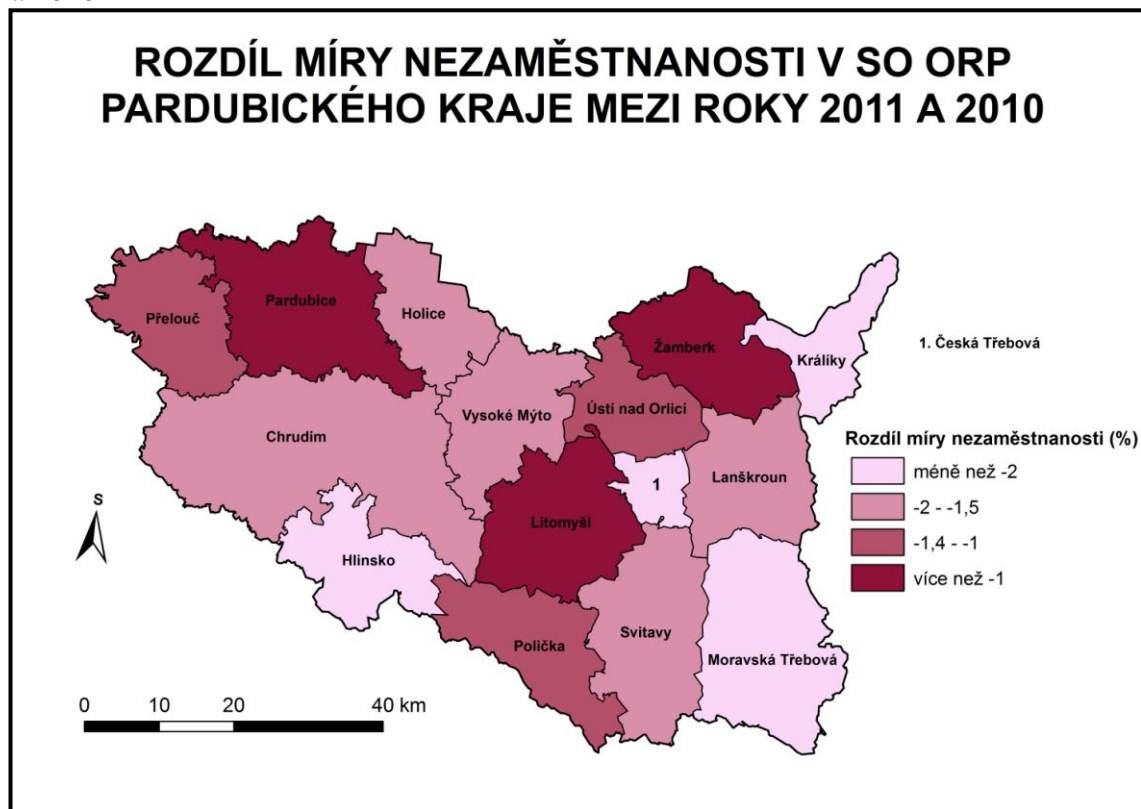 ROZDÍL MÍRY NEZAMĚSTNANOSTI V SO ORP
PARDUBICKÉHO KRAJE MEZI ROKY 2011 A 2010
Pardubice
Holice
Přelouč
Žamberk
Králíky
1. Česká Třebová
Ústí nad Orlicí
Vysoké Mýto
Chrudim
Rozdíl míry nezaměstnanosti (%)
méně než -2
-2 - -1,5
-1,4 - -1
více než -1
Lanškroun
1
S
Litomyšl
Hlinsko
Svitavy
Polička
Moravská Třebová
0 10 20 40 km